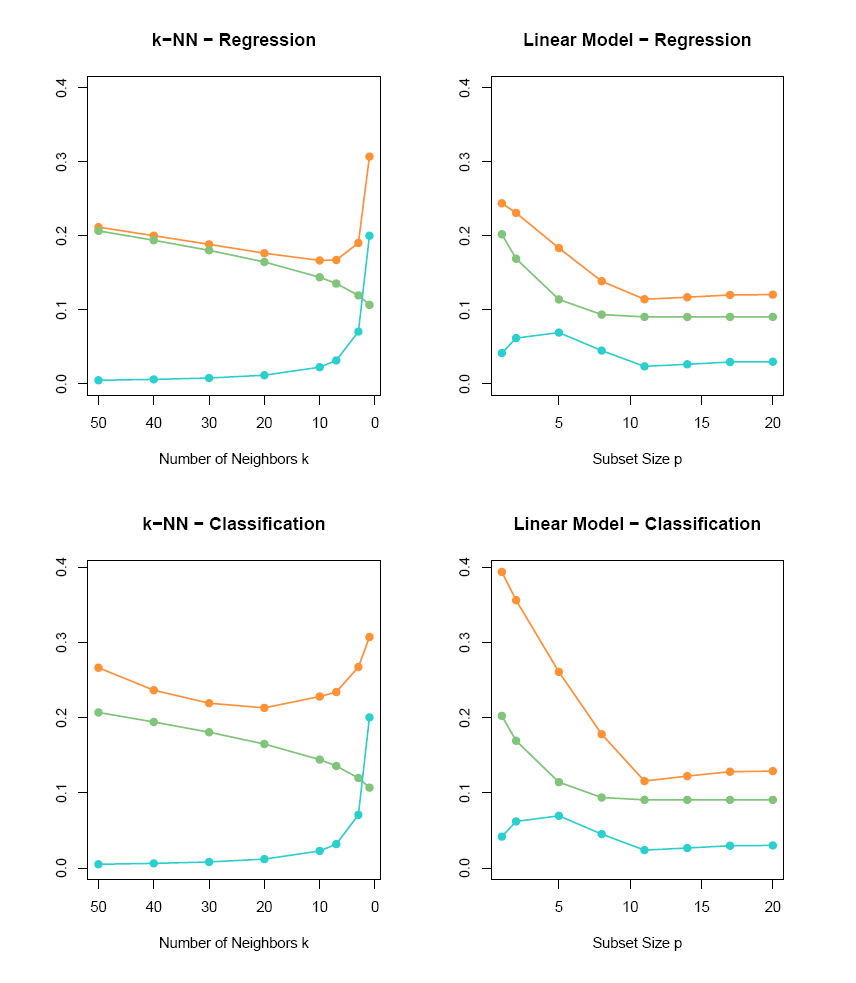 k−NN − Regression
0.4
0.3
0.2
0.1
0.0
50 40 30 20 10 0
Number of Neighbors k
Linear Model − Regression
0.4
0.3
0.2
0.1
0.0
5 10 15 20
Subset Size p
k−NN − Classification
0.4
0.3
0.2
0.1
0.0
50 40 30 20 10 0
Number of Neighbors k
Linear Model − Classification
0.4
0.3
0.2
0.1
0.0
5 10 15 20
Subset Size p